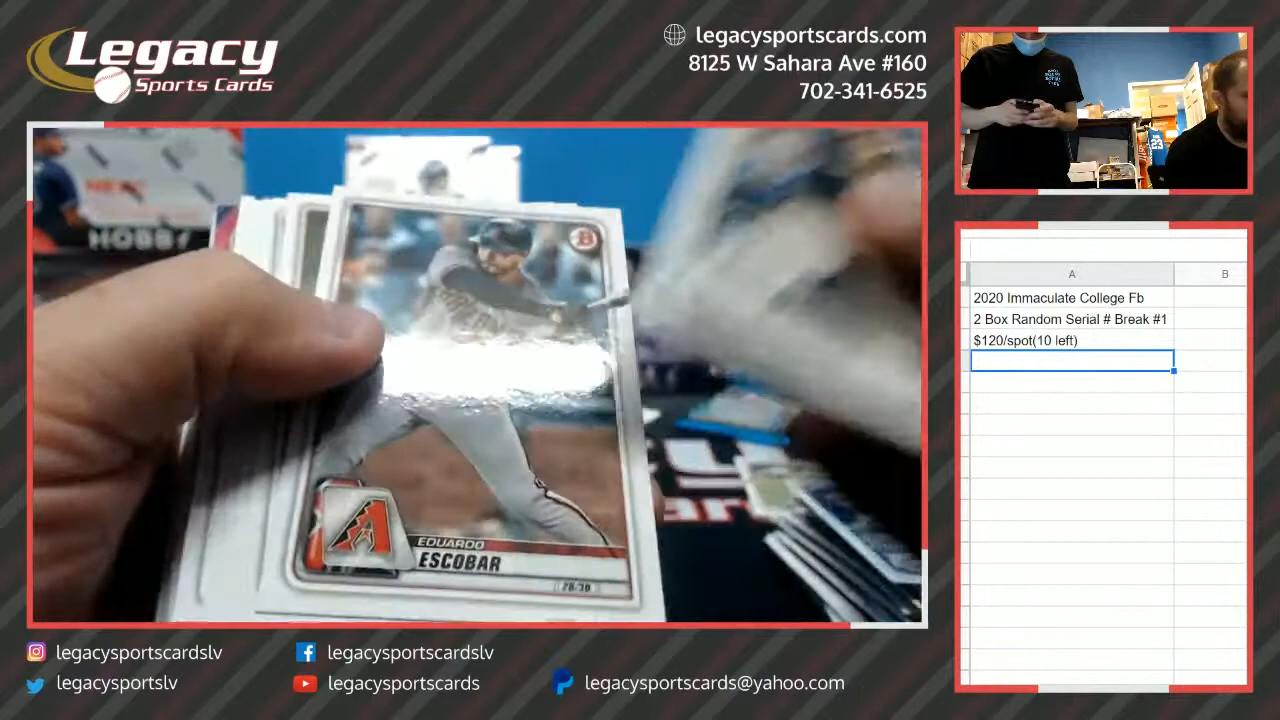 Legacy
Sports Cards
legacysportscards.com
8125 W Sahara Ave #160
702-341-6525
HOBBY
B
EDUARDO
ESCOBAR
A
23
A B
2020 Immaculate College Fb
2 Box Random Serial # Break #1
$120/spot(10 left)
legacysportscardslv
legacysportscardslv
legacysportslv
legacysportscards
legacysportscards@yahoo.com